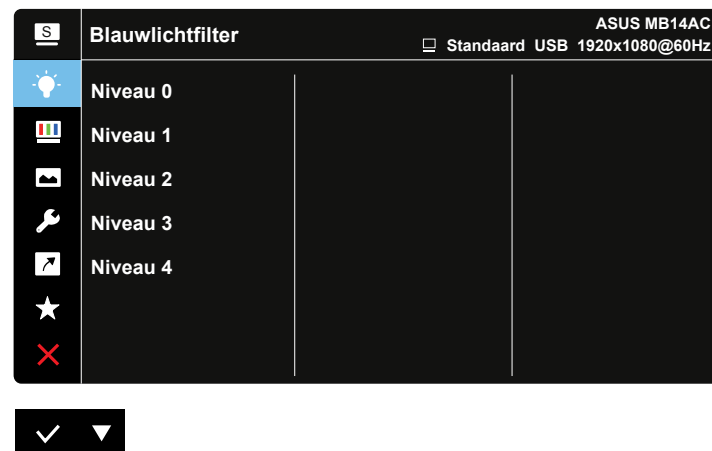 S
Blauwlichtfilter
ASUS MB14AC
Standaard USB 1920x1080@60Hz
Niveau 0
Niveau 1
Niveau 2
Niveau 3
Niveau 4